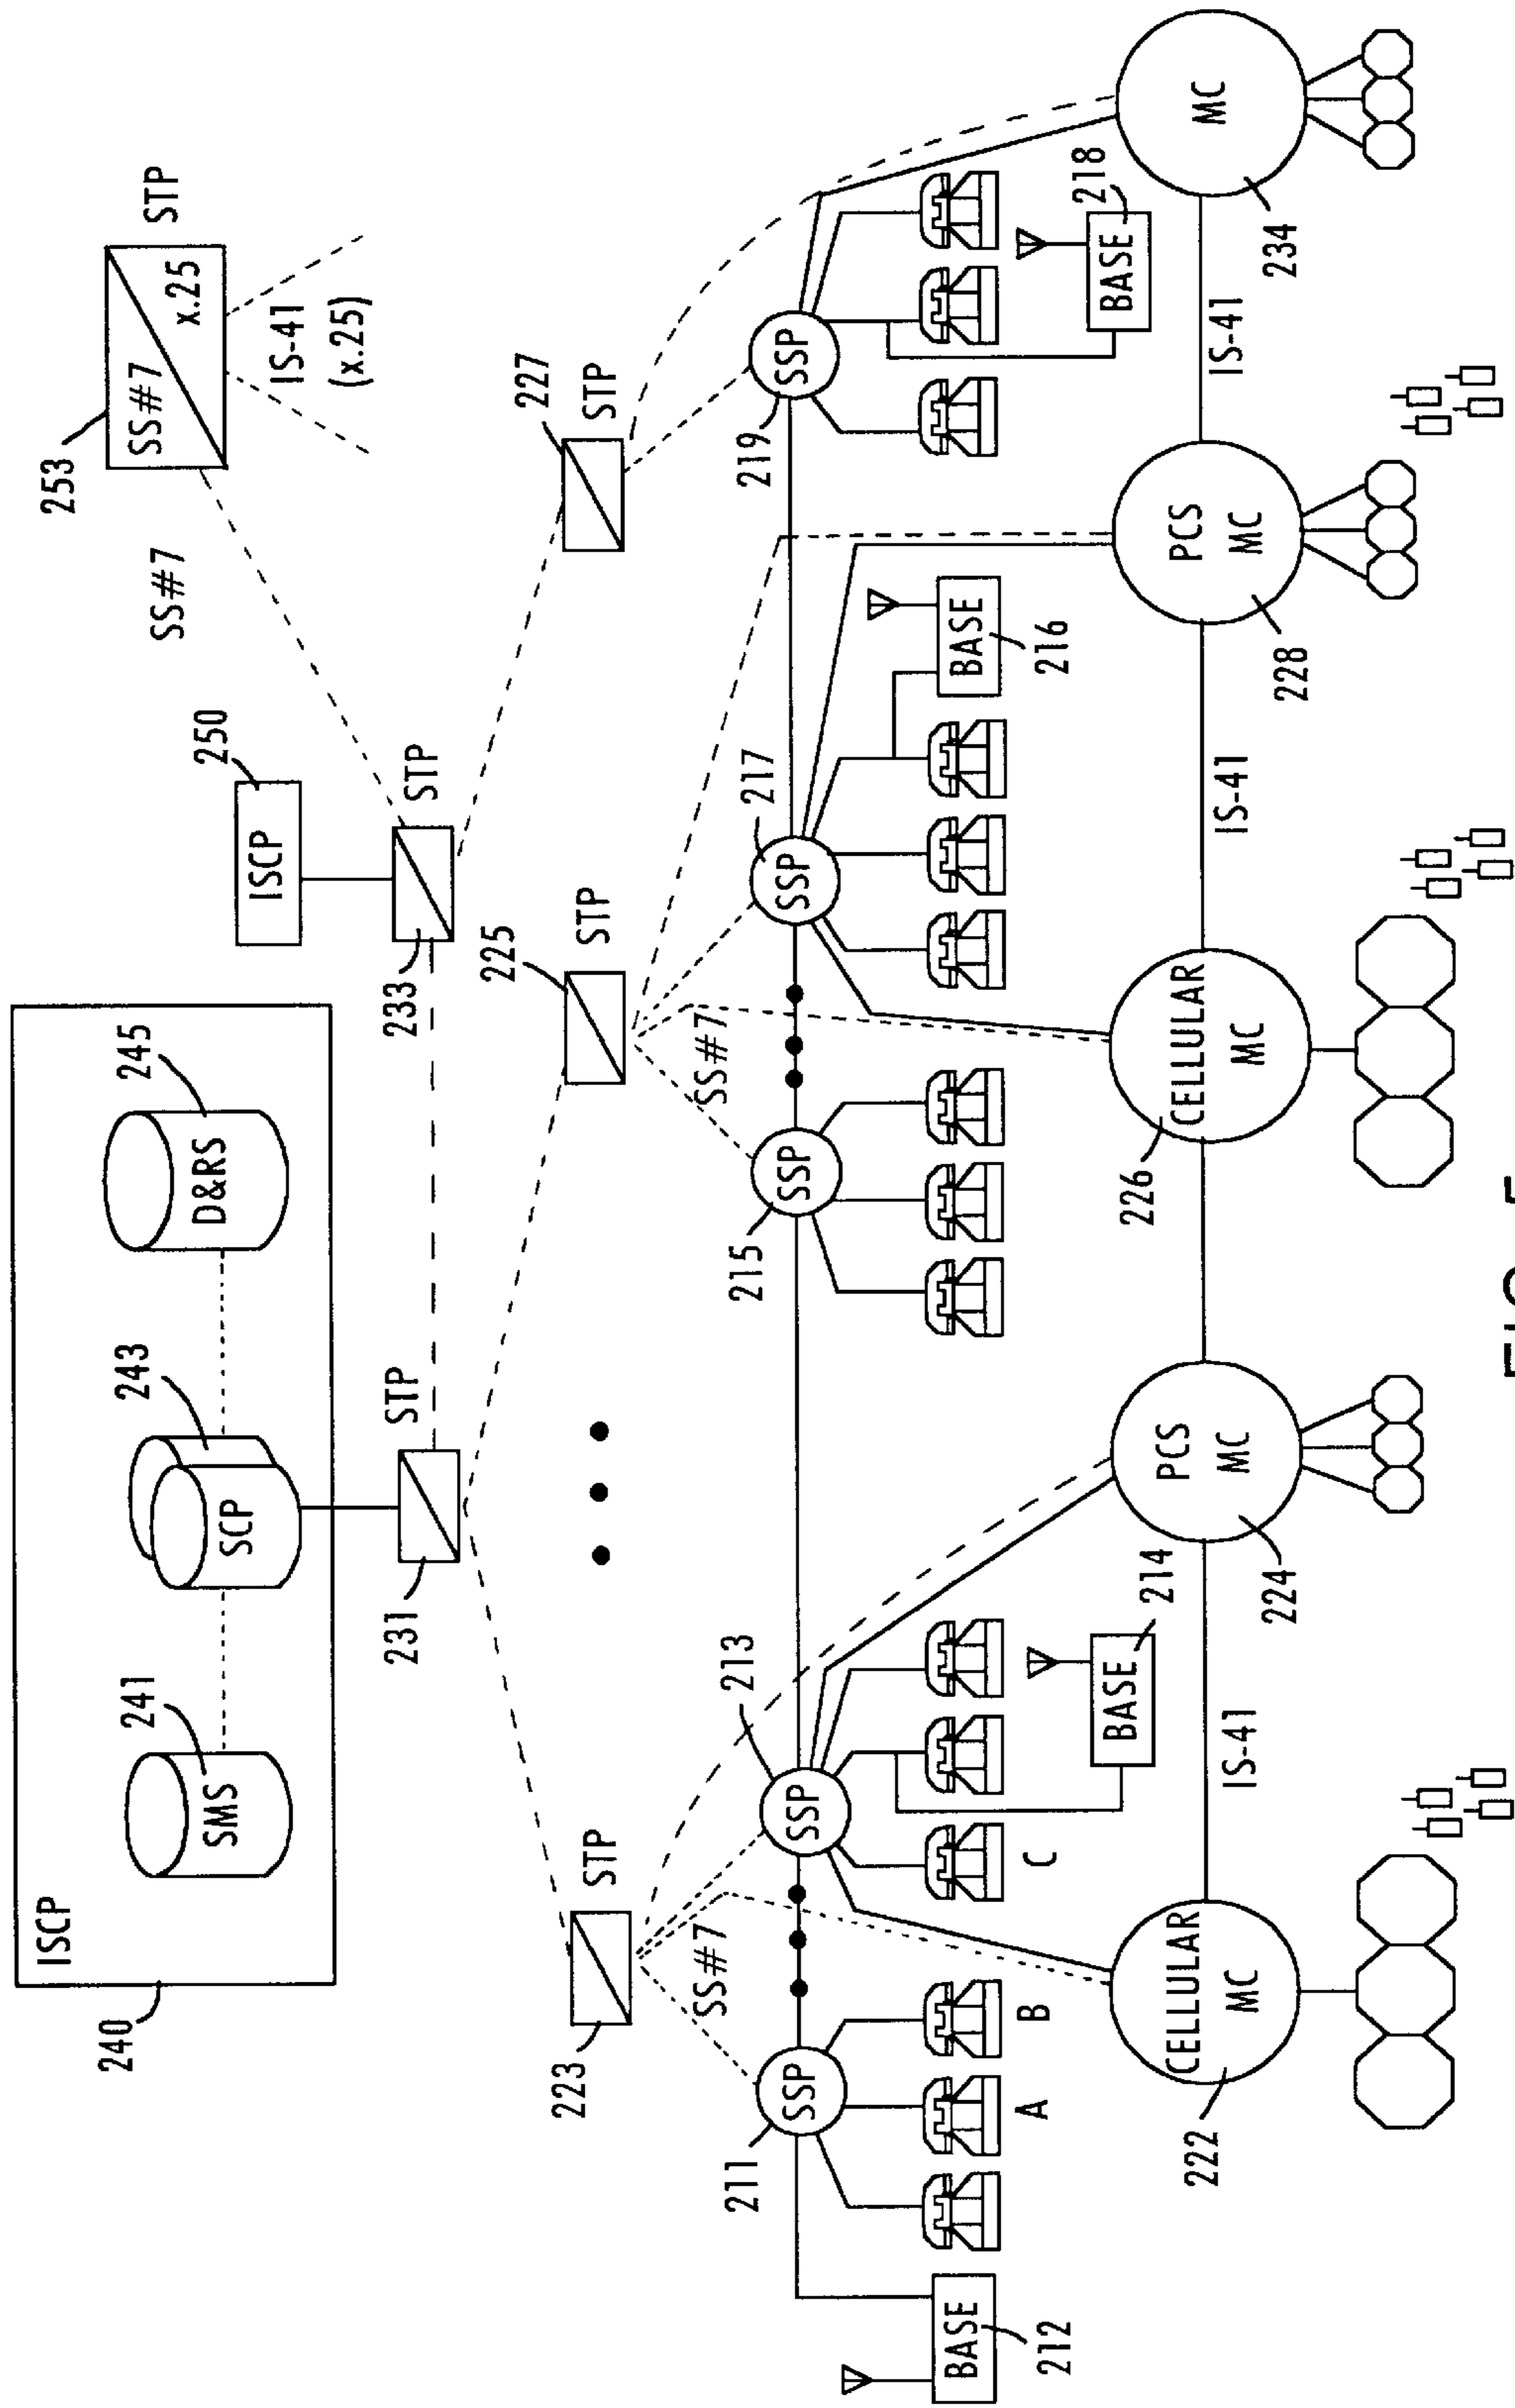 240
ISCP
SMS
241
SCP
243
D&RS
245
231
STP
233
STP
ISCP
250
SS#7
253
SS#7
x.25
STP
IS-41
(x.25)
223
STP
225
STP
227
STP
SS#7
SS#7
211
SSP
SSP
213
215
SSP
SSP
217
219
SSP
BASE
212
A
B
C
BASE
214
BASE
216
BASE
218
222
CELLULAR
MC
IS-41
224
PCS
MC
226
CELLULAR
MC
IS-41
228
PCS
MC
IS-41
234
MC